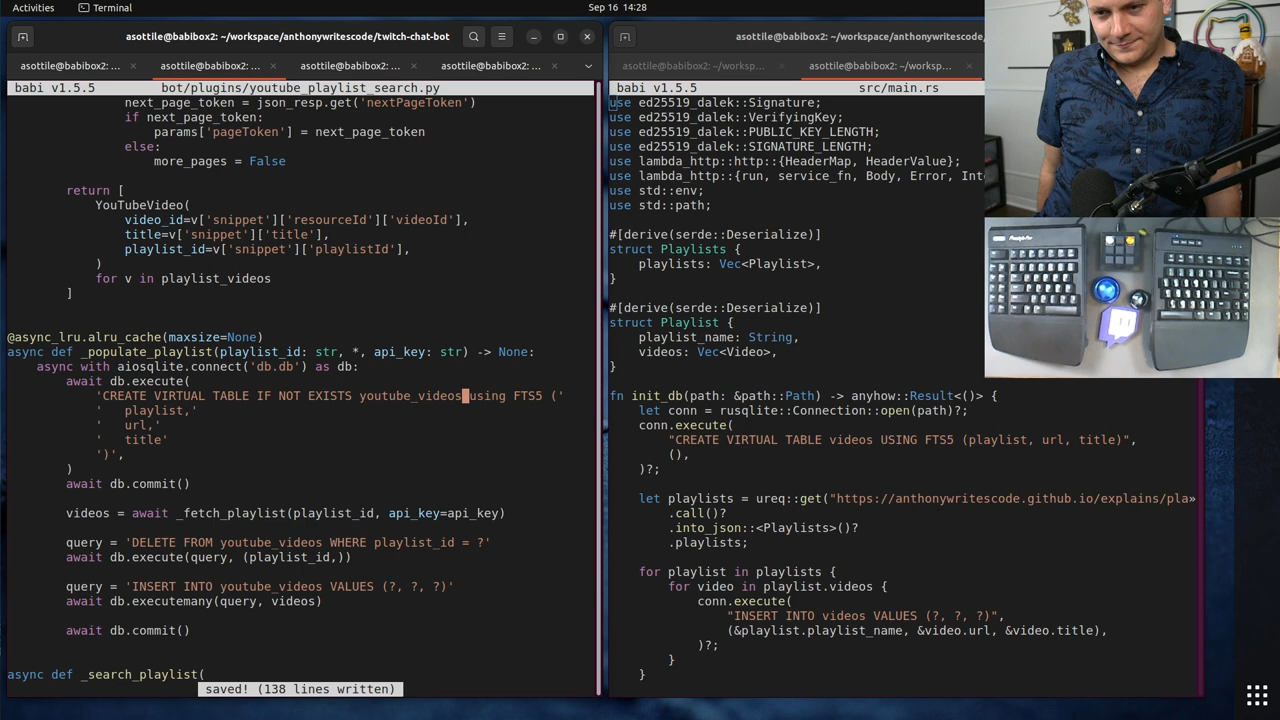 Activities
Terminal
Sep 16 14:28
asottile@babibox2: ~/workspace/anthonywritescode/twitch-chat-bot
asottile@babibox2: ... ×
asottile@babibox2: ... ×
asottile@babibox2: ... ×
asottile@babibox2: ... ×
babi v1.5.5 bot/plugins/youtube_playlist_search.py
next_page_token = json_resp.get('nextPageToken')
if next_page_token:
params['pageToken'] = next_page_token
else:
more_pages = False
return [
YouTubeVideo(
video_id=v['snippet']['resourceId']['videoId'],
title=v['snippet']['title'],
playlist_id=v['snippet']['playlistId'],
)
for v in playlist_videos
]
@async_lru.alru_cache(maxsize=None)
async def _populate_playlist(playlist_id: str, *, api_key: str) -> None:
async with aiosqlite.connect('db.db') as db:
await db.execute(
'CREATE VIRTUAL TABLE IF NOT EXISTS youtube_videos using FTS5 ('
'   playlist,'
'   url,'
'   title'
')',
)
await db.commit()
videos = await _fetch_playlist(playlist_id, api_key=api_key)
query = 'DELETE FROM youtube_videos WHERE playlist_id = ?'
await db.execute(query, (playlist_id,))
query = 'INSERT INTO youtube_videos VALUES (?, ?, ?)'
await db.executemany(query, videos)
await db.commit()
async def _search_playlist(
saved! (138 lines written)
asottile@babibox2: ~/workspace/anthonywritescode/
asottile@babibox2: ~/worksp... ×
asottile@babibox2: ~/worksp... ×
babi v1.5.5 src/main.rs
use ed25519_dalek::Signature;
use ed25519_dalek::VerifyingKey;
use ed25519_dalek::PUBLIC_KEY_LENGTH;
use ed25519_dalek::SIGNATURE_LENGTH;
use lambda_http::http::{HeaderMap, HeaderValue};
use lambda_http::{run, service_fn, Body, Error, Int
use std::env;
use std::path;
#[derive(serde::Deserialize)]
struct Playlists {
playlists: Vec<Playlist>,
}
#[derive(serde::Deserialize)]
struct Playlist {
playlist_name: String,
videos: Vec<Video>,
}
fn init_db(path: &path::Path) -> anyhow::Result<()> {
let conn = rusqlite::Connection::open(path)?;
conn.execute(
"CREATE VIRTUAL TABLE videos USING FTS5 (playlist, url, title)",
(),
)?;
let playlists = ureq::get("https://anthonywritescode.github.io/explains/pla»
.call()?
.into_json::<Playlists>()?
.playlists;
for playlist in playlists {
for video in playlist.videos {
conn.execute(
"INSERT INTO videos VALUES (?, ?, ?)",
(&playlist.playlist_name, &video.url, &video.title),
)?;
}
}